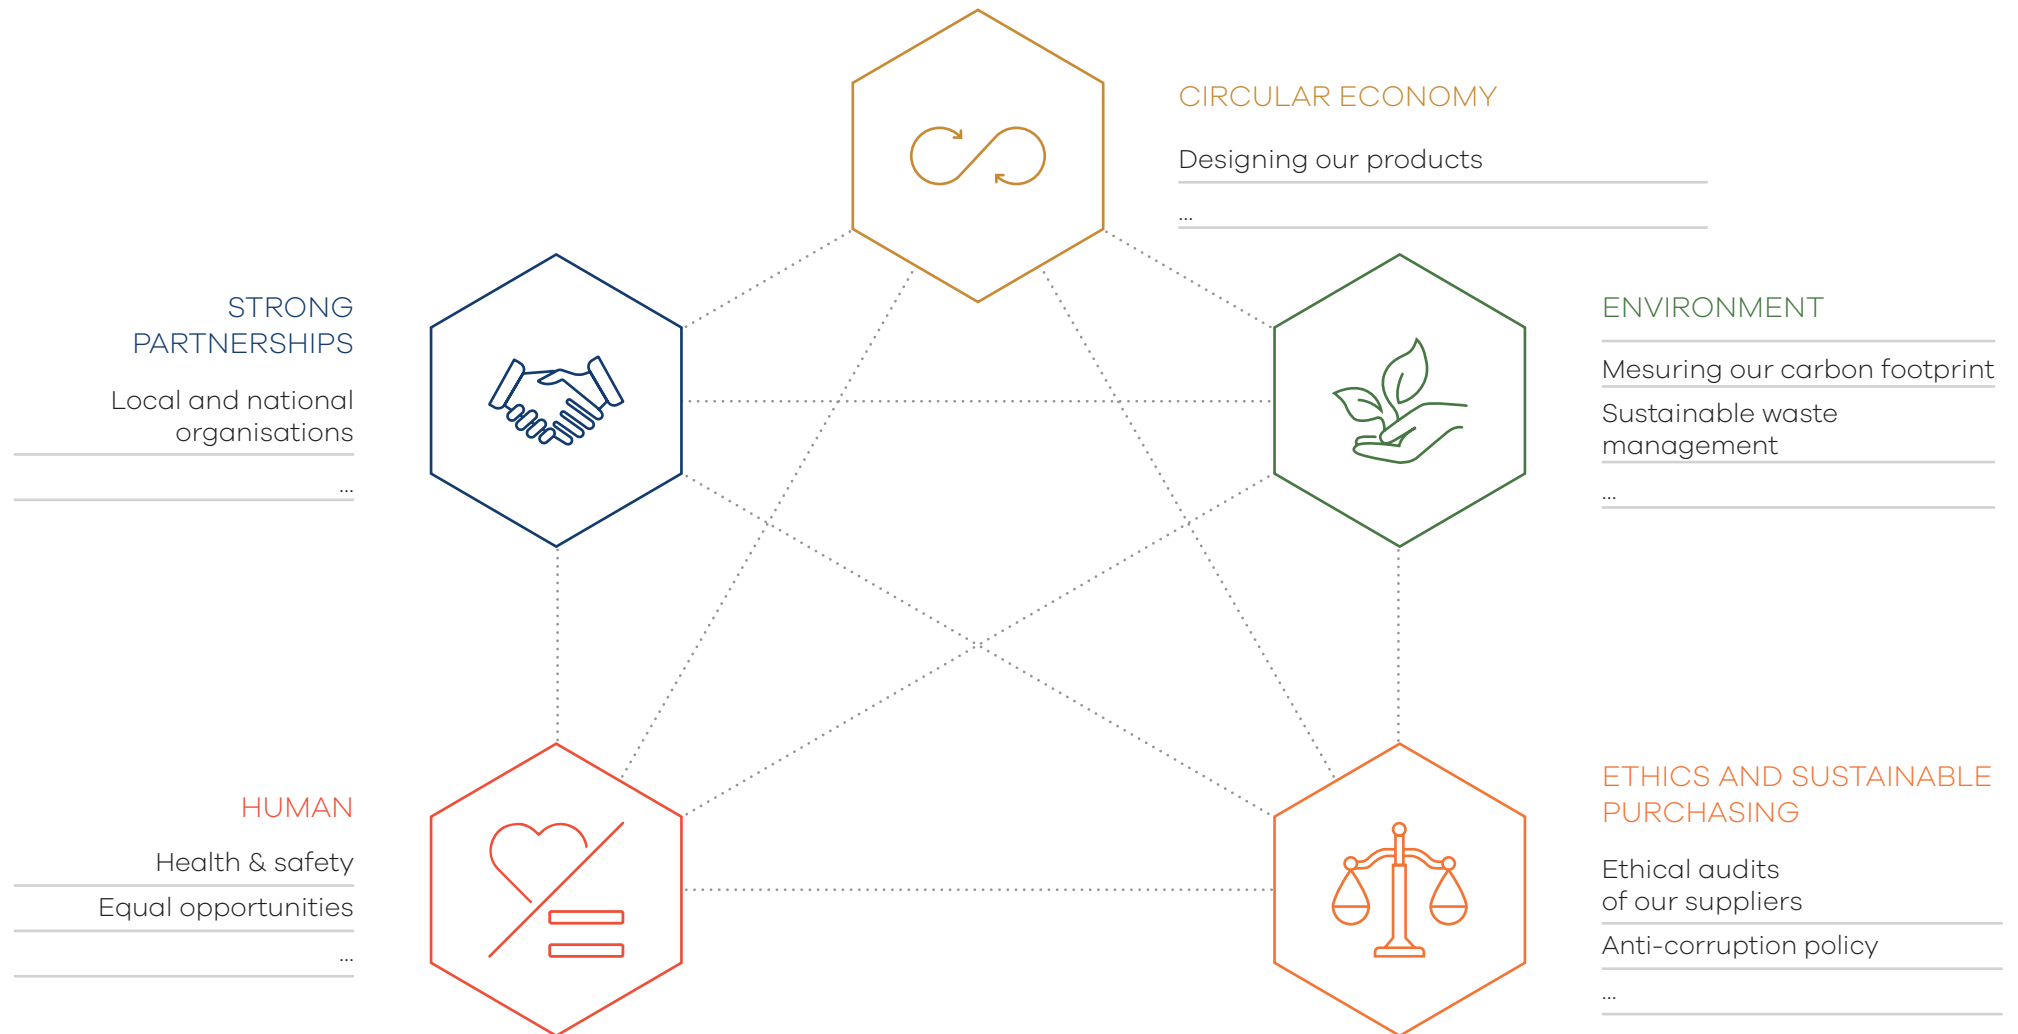 CIRCULAR ECONOMY
Designing our products
...
STRONG
PARTNERSHIPS
Local and national
organisations
...
ENVIRONMENT
Mesuring our carbon footprint
Sustainable waste
management
...
HUMAN
Health & safety
Equal opportunities
...
ETHICS AND SUSTAINABLE
PURCHASING
Ethical audits
of our suppliers
Anti-corruption policy
...